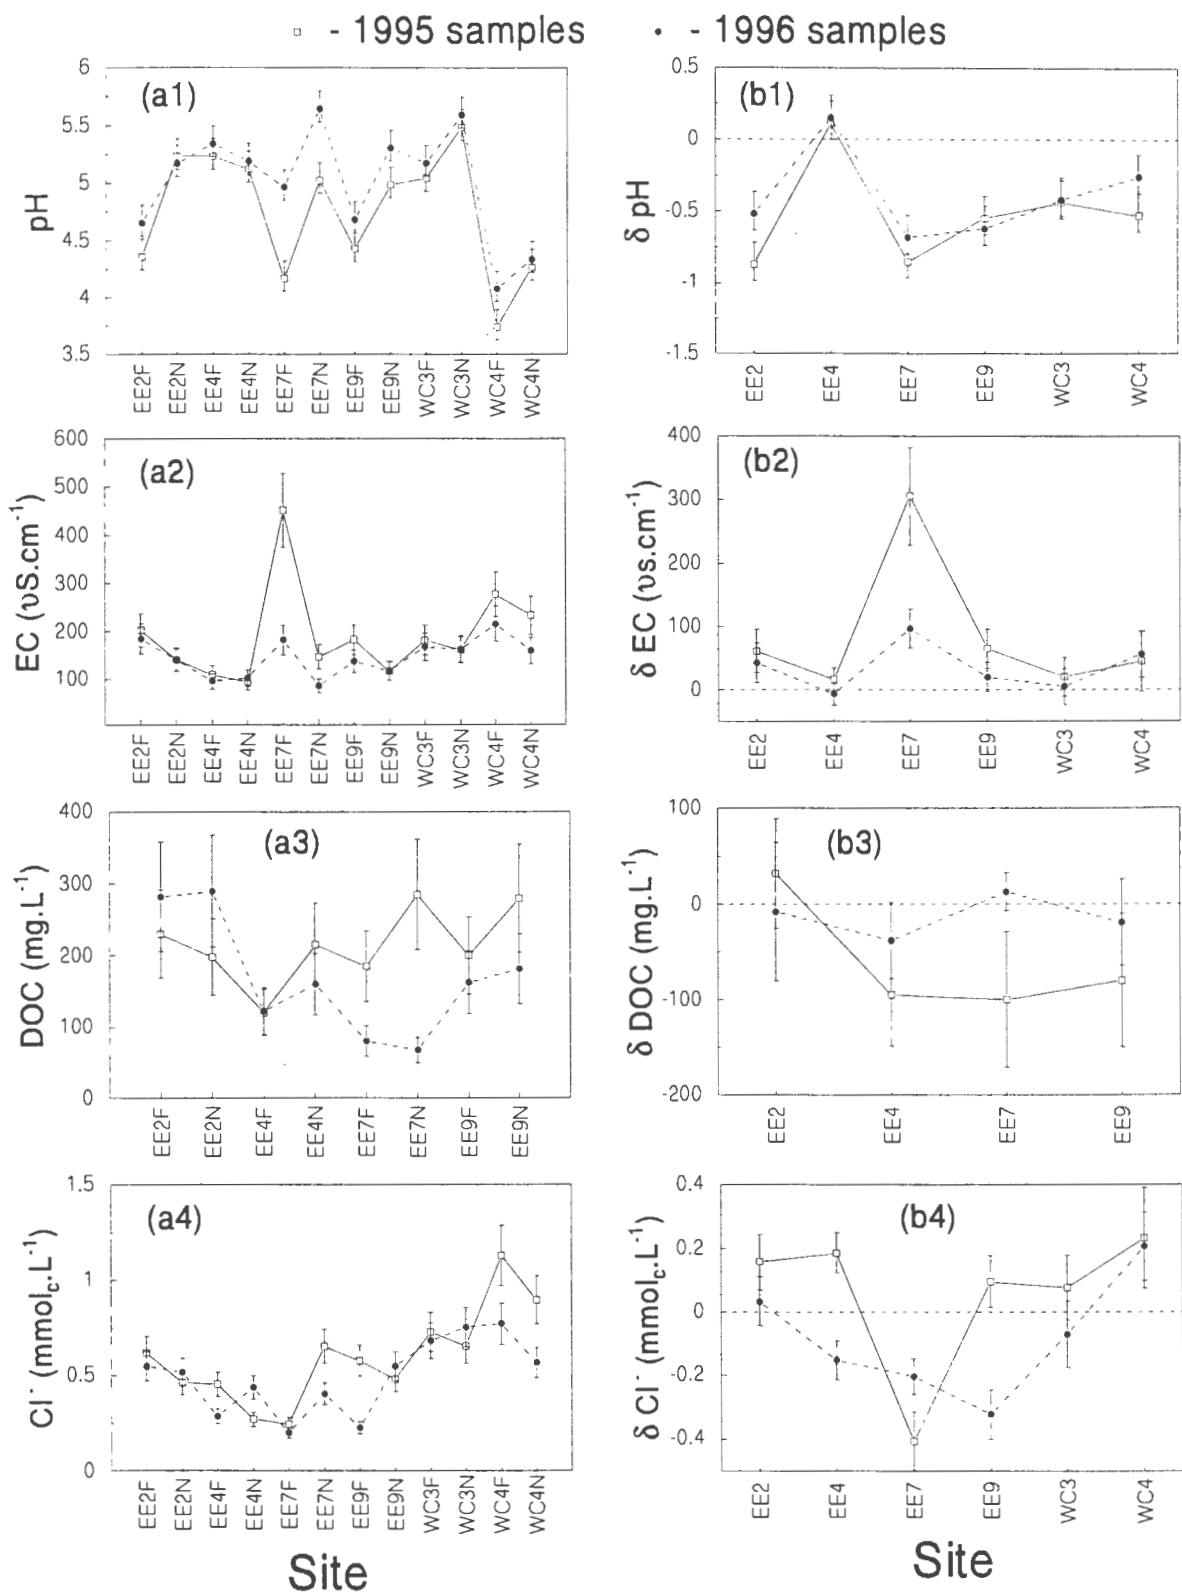 - 1995 samples
- 1996 samples
(a1)
pH
6
5.5
5
4.5
4
3.5
EE2F EE2N EE4F EE4N EE7F EE7N EE9F EE9N WC3F WC3N WC4F WC4N
(b1)
δ pH
0.5
0
-0.5
-1
-1.5
EE2 EE4 EE7 EE9 WC3 WC4
(a2)
EC (υS.cm⁻¹)
600
500
400
300
200
100
EE2F EE2N EE4F EE4N EE7F EE7N EE9F EE9N WC3F WC3N WC4F WC4N
(b2)
δ EC (υs.cm⁻¹)
400
300
200
100
0
EE2 EE4 EE7 EE9 WC3 WC4
(a3)
DOC (mg.L⁻¹)
400
300
200
100
0
EE2F EE2N EE4F EE4N EE7F EE7N EE9F EE9N
(b3)
δ DOC (mg.L⁻¹)
100
0
-100
-200
EE2 EE4 EE7 EE9
(a4)
Cl⁻ (mmol_c.L⁻¹)
1.5
1
0.5
0
EE2F EE2N EE4F EE4N EE7F EE7N EE9F EE9N WC3F WC3N WC4F WC4N
Site
(b4)
δ Cl⁻ (mmol_c.L⁻¹)
0.4
0.2
0
-0.2
-0.4
EE2 EE4 EE7 EE9 WC3 WC4
Site